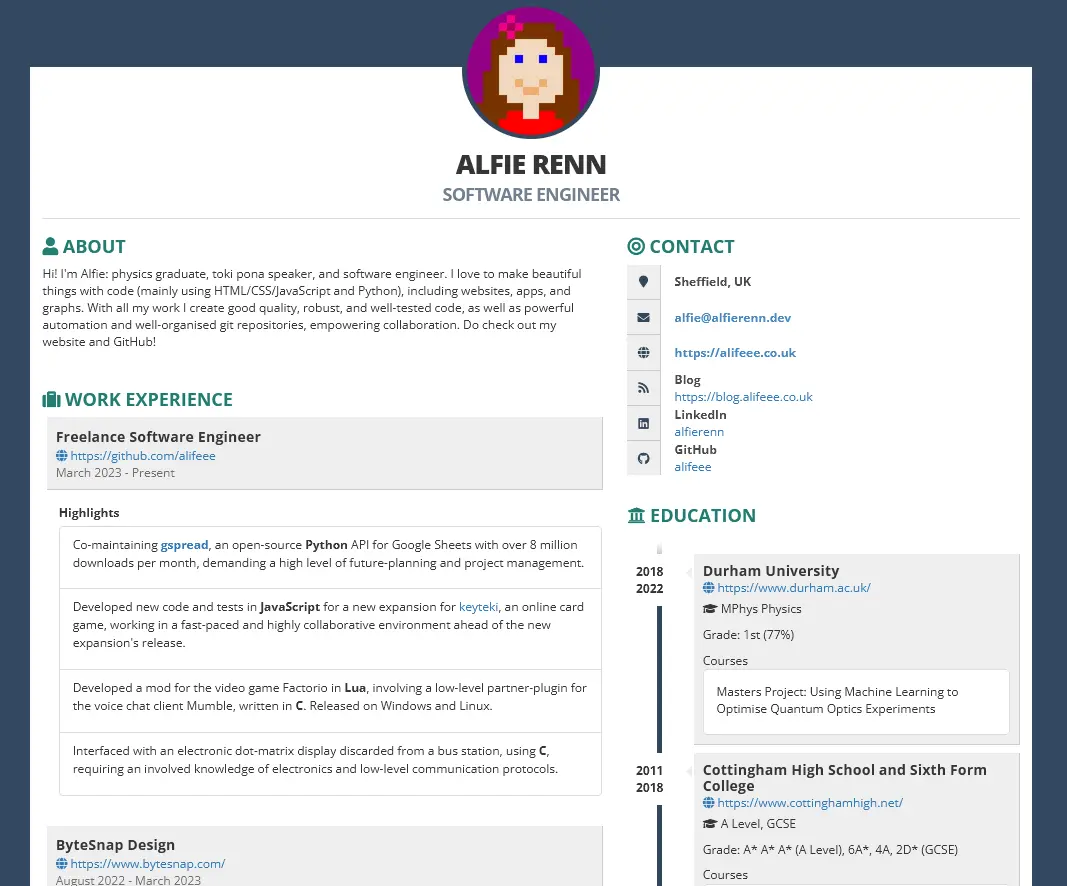 ALFIE RENN
SOFTWARE ENGINEER
ABOUT
Hi! I'm Alfie: physics graduate, toki pona speaker, and software engineer. I love to make beautiful
things with code (mainly using HTML/CSS/JavaScript and Python), including websites, apps, and
graphs. With all my work I create good quality, robust, and well-tested code, as well as powerful
automation and well-organised git repositories, empowering collaboration. Do check out my
website and GitHub!
WORK EXPERIENCE
Freelance Software Engineer
https://github.com/alifeee
March 2023 - Present
Highlights
Co-maintaining gspread, an open-source Python API for Google Sheets with over 8 million
downloads per month, demanding a high level of future-planning and project management.
Developed new code and tests in JavaScript for a new expansion for keyteki, an online card
game, working in a fast-paced and highly collaborative environment ahead of the new
expansion's release.
Developed a mod for the video game Factorio in Lua, involving a low-level partner-plugin for
the voice chat client Mumble, written in C. Released on Windows and Linux.
Interfaced with an electronic dot-matrix display discarded from a bus station, using C,
requiring an involved knowledge of electronics and low-level communication protocols.
ByteSnap Design
https://www.bytesnap.com/
August 2022 - March 2023
CONTACT
Sheffield, UK
alfie@alfierenn.dev
https://alifeee.co.uk
Blog
https://blog.alifeee.co.uk
LinkedIn
alfierenn
GitHub
alifeee
EDUCATION
2018
2022
Durham University
https://www.durham.ac.uk/
MPhys Physics
Grade: 1st (77%)
Courses
Masters Project: Using Machine Learning to
Optimise Quantum Optics Experiments
2011
2018
Cottingham High School and Sixth Form
College
https://www.cottinghamhigh.net/
A Level, GCSE
Grade: A* A* A* (A Level), 6A*, 4A, 2D* (GCSE)
Courses